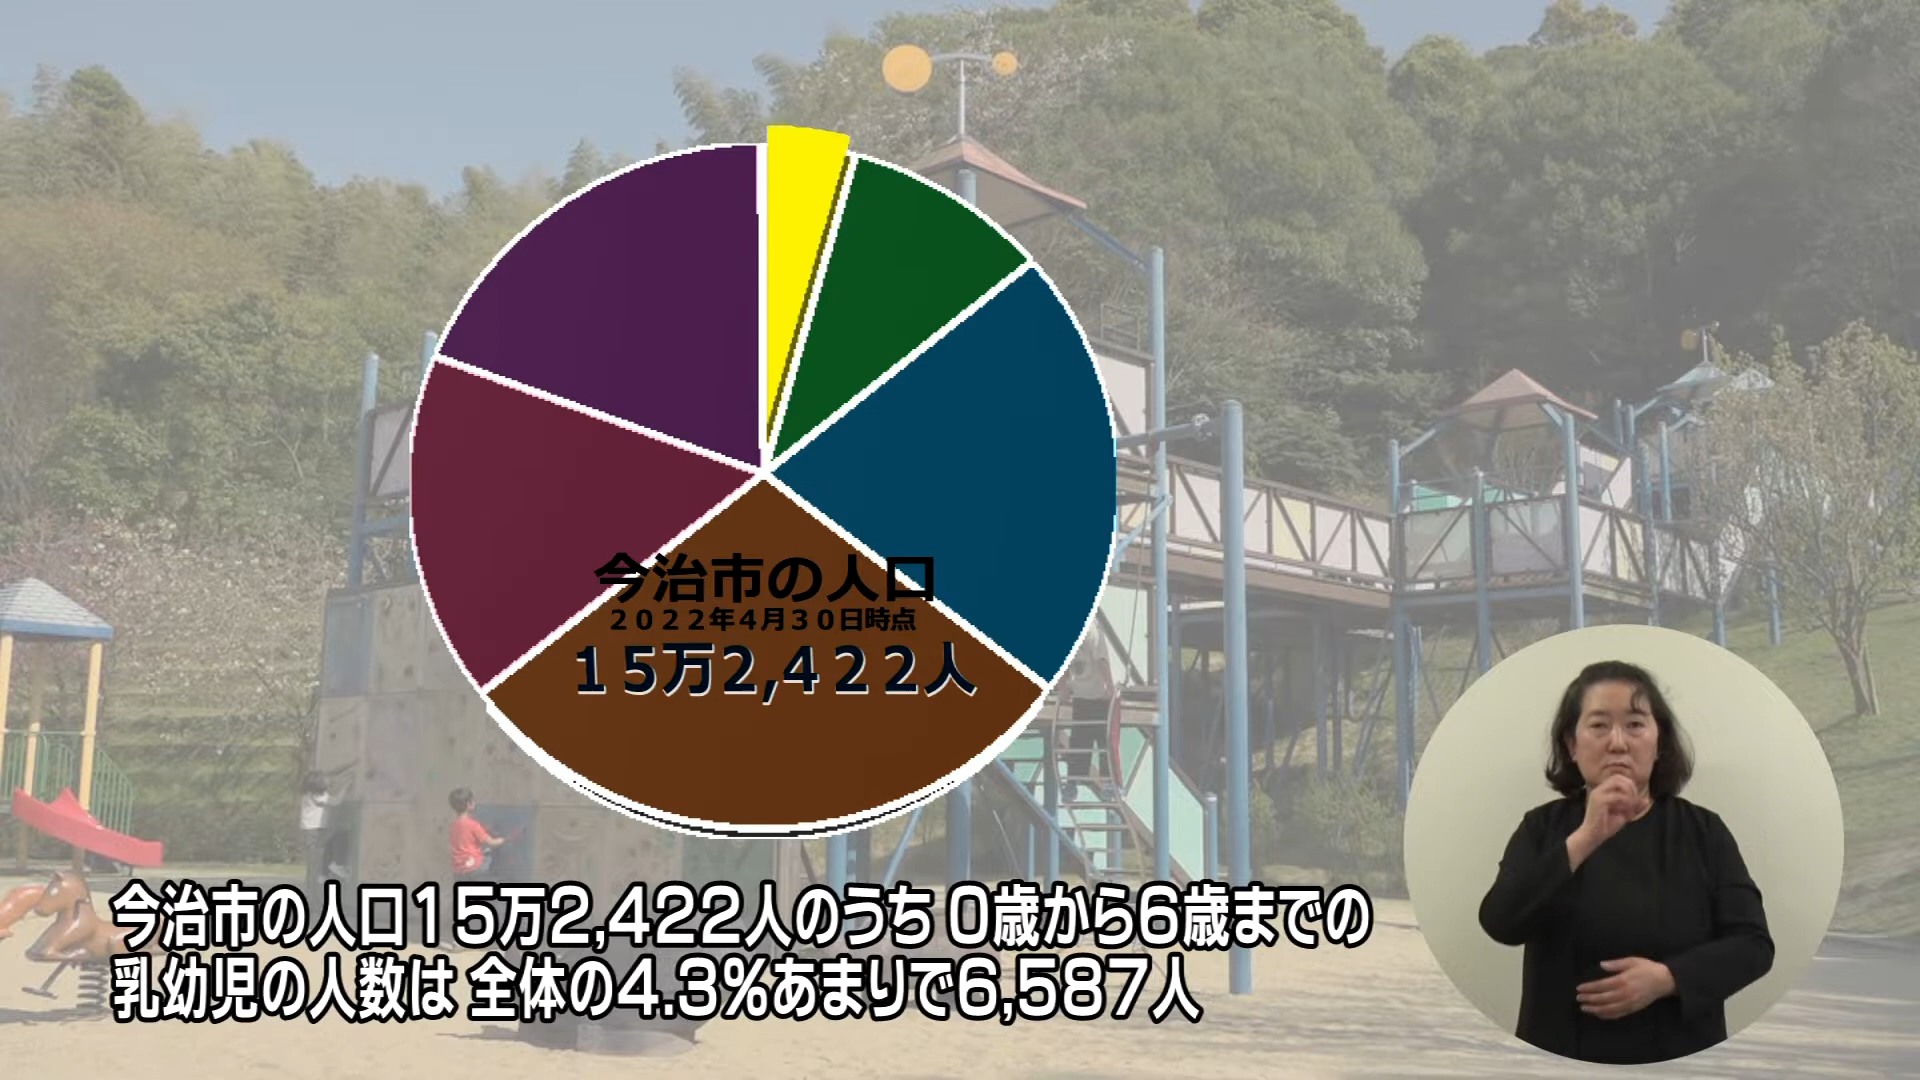 今治市の人口
２０２２年４月３０日時点
１５万２,４２２人
今治市の人口１５万２,４２２人のうち ０歳から６歳までの
乳幼児の人数は 全体の４.３％あまりで６,５８７人